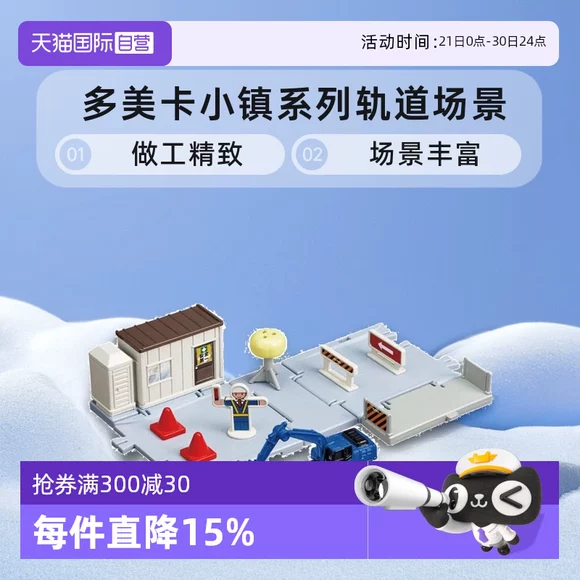 天猫国际自营
活动时间:21日0点-30日24点
多美卡小镇系列轨道场景
01 做工精致
02 场景丰富
抢券满300减30
每件直降15%